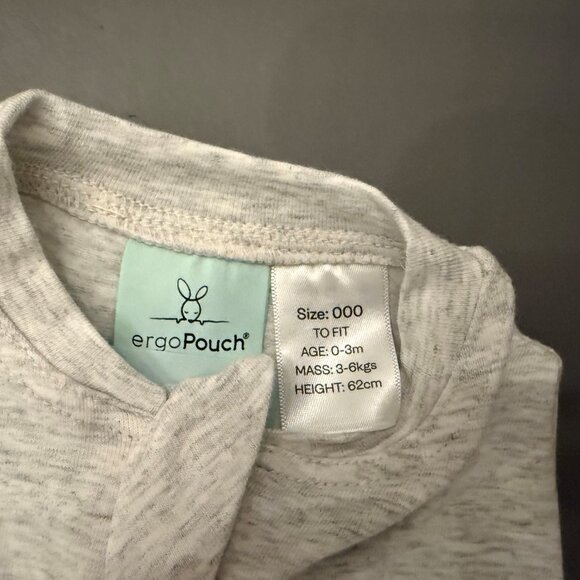 ergoPouch®
Size: 000
TO FIT
AGE: 0-3m
MASS: 3-6kgs
HEIGHT: 62cm